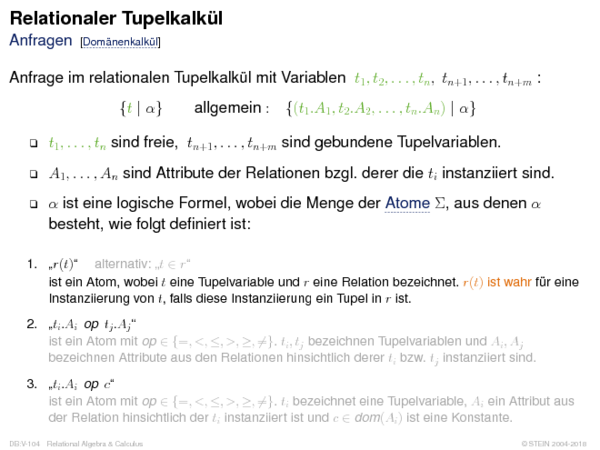 Relationaler Tupelkalkül
Anfragen [Domänenkalkül]
Anfrage im relationalen Tupelkalkül mit Variablen t₁, t₂, . . . , tₙ, tₙ₊₁, . . . , tₙ₊ₘ :
{t | α} allgemein : {(t₁.A₁, t₂.A₂, . . . , tₙ.Aₙ) | α}
❑ t₁, . . . , tₙ sind freie, tₙ₊₁, . . . , tₙ₊ₘ sind gebundene Tupelvariablen.
❑ A₁, . . . , Aₙ sind Attribute der Relationen bzgl. derer die tᵢ instanziiert sind.
❑ α ist eine logische Formel, wobei die Menge der Atome Σ, aus denen α
besteht, wie folgt definiert ist:
1. „r(t)“ alternativ: „t ∈ r“
ist ein Atom, wobei t eine Tupelvariable und r eine Relation bezeichnet. r(t) ist wahr für eine
Instanziierung von t, falls diese Instanziierung ein Tupel in r ist.
2. „tᵢ.Aᵢ op tⱼ.Aⱼ“
ist ein Atom mit op ∈ {=, <, ≤, >, ≥, ≠}. tᵢ, tⱼ bezeichnen Tupelvariablen und Aᵢ, Aⱼ
bezeichnen Attribute aus den Relationen hinsichtlich derer tᵢ bzw. tⱼ instanziiert sind.
3. „tᵢ.Aᵢ op c“
ist ein Atom mit op ∈ {=, <, ≤, >, ≥, ≠}. tᵢ bezeichnet eine Tupelvariable, Aᵢ ein Attribut aus
der Relation hinsichtlich der tᵢ instanziiert ist und c ∈ dom(Aᵢ) ist eine Konstante.
DB:V-104 Relational Algebra & Calculus © STEIN 2004-2018